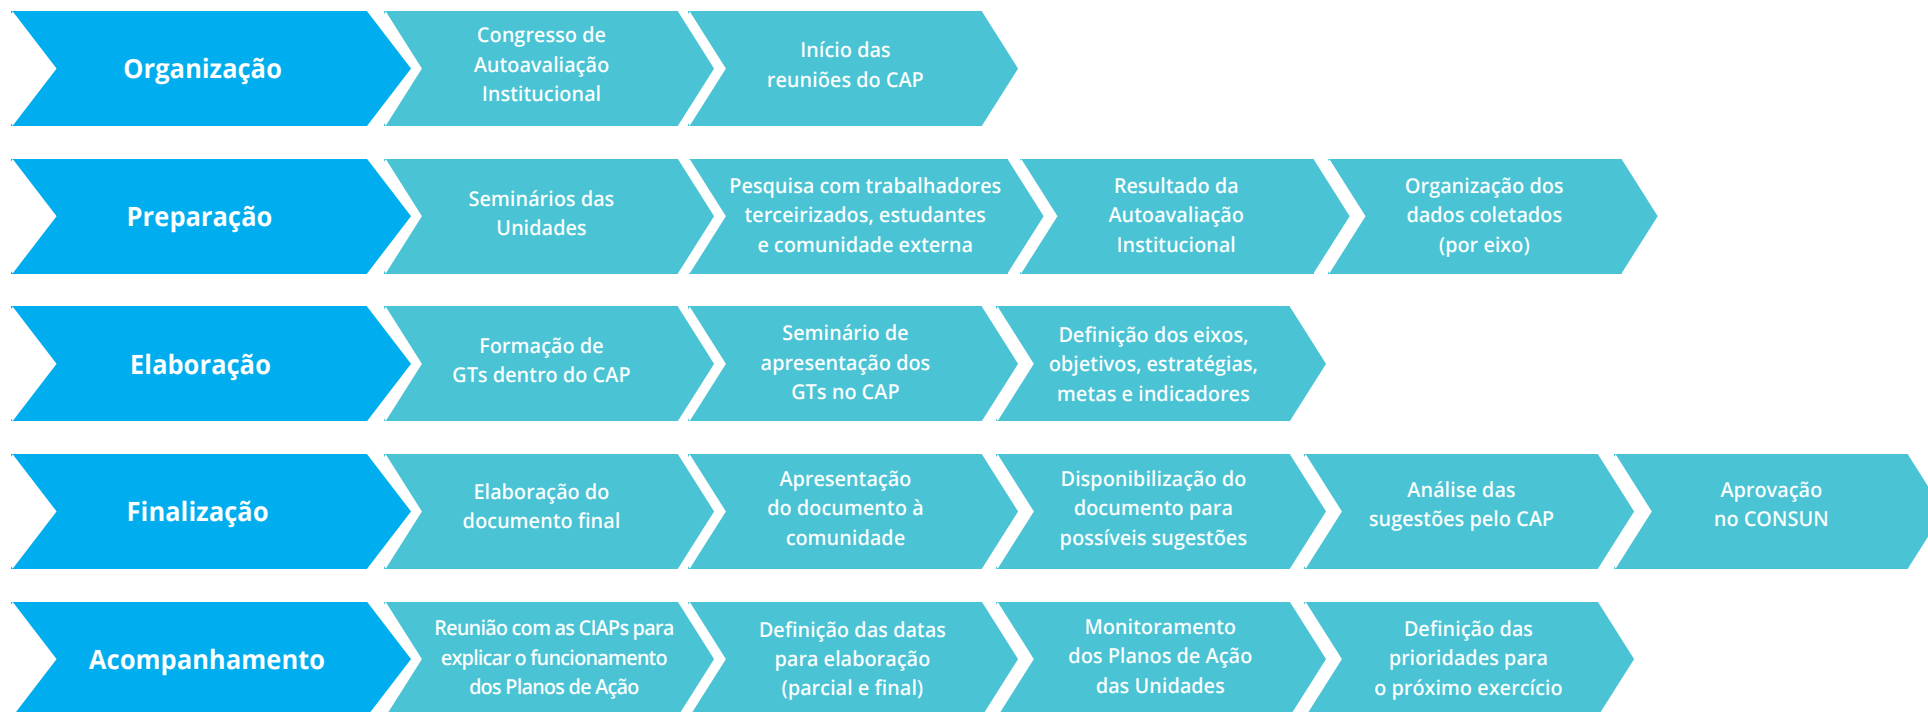 Organização
Congresso de
Autoavaliação
Institucional
Início das
reuniões do CAP
Preparação
Seminários das
Unidades
Pesquisa com trabalhadores
terceirizados, estudantes
e comunidade externa
Resultado da
Autoavaliação
Institucional
Organização dos
dados coletados
(por eixo)
Elaboração
Formação de
GTs dentro do CAP
Seminário de
apresentação dos
GTs no CAP
Definição dos eixos,
objetivos, estratégias,
metas e indicadores
Finalização
Elaboração do
documento final
Apresentação
do documento à
comunidade
Disponibilização do
documento para
possíveis sugestões
Análise das
sugestões pelo CAP
Aprovação
no CONSUN
Acompanhamento
Reunião com as CIAPs para
explicar o funcionamento
dos Planos de Ação
Definição das datas
para elaboração
(parcial e final)
Monitoramento
dos Planos de Ação
das Unidades
Definição das
prioridades para
o próximo exercício